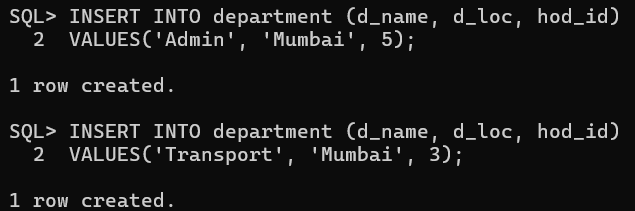 SQL> INSERT INTO department (d_name, d_loc, hod_id)
  2  VALUES('Admin', 'Mumbai', 5);
1 row created.
SQL> INSERT INTO department (d_name, d_loc, hod_id)
  2  VALUES('Transport', 'Mumbai', 3);
1 row created.